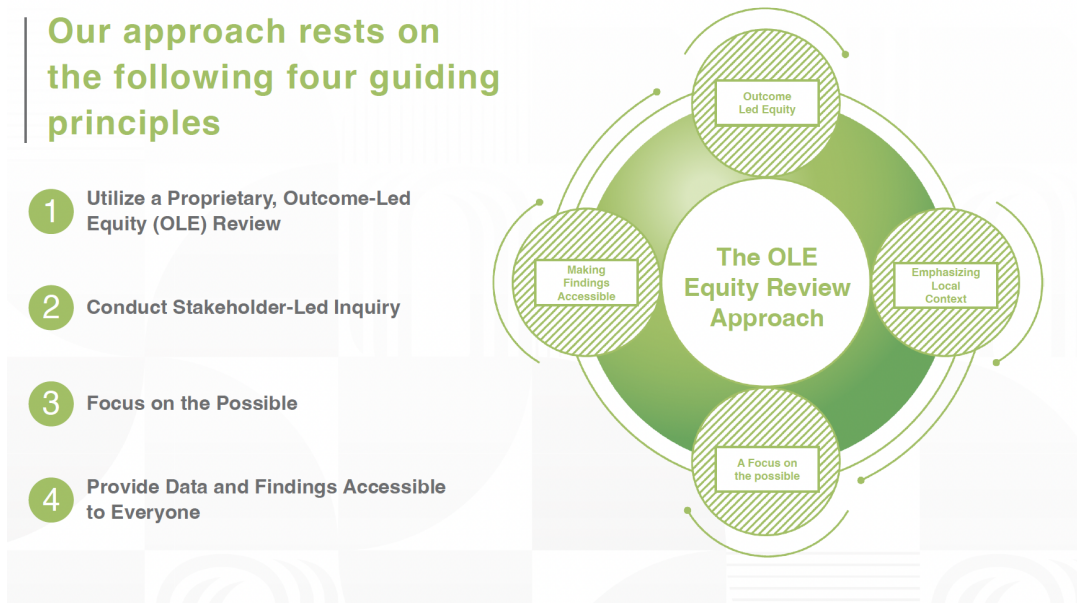 Our approach rests on
the following four guiding
principles
1
Utilize a Proprietary, Outcome-Led
Equity (OLE) Review
2
Conduct Stakeholder-Led Inquiry
3
Focus on the Possible
4
Provide Data and Findings Accessible
to Everyone
Outcome
Led Equity
Making
Findings
Accessible
The OLE
Equity Review
Approach
Emphasizing
Local
Context
A Focus on
the possible